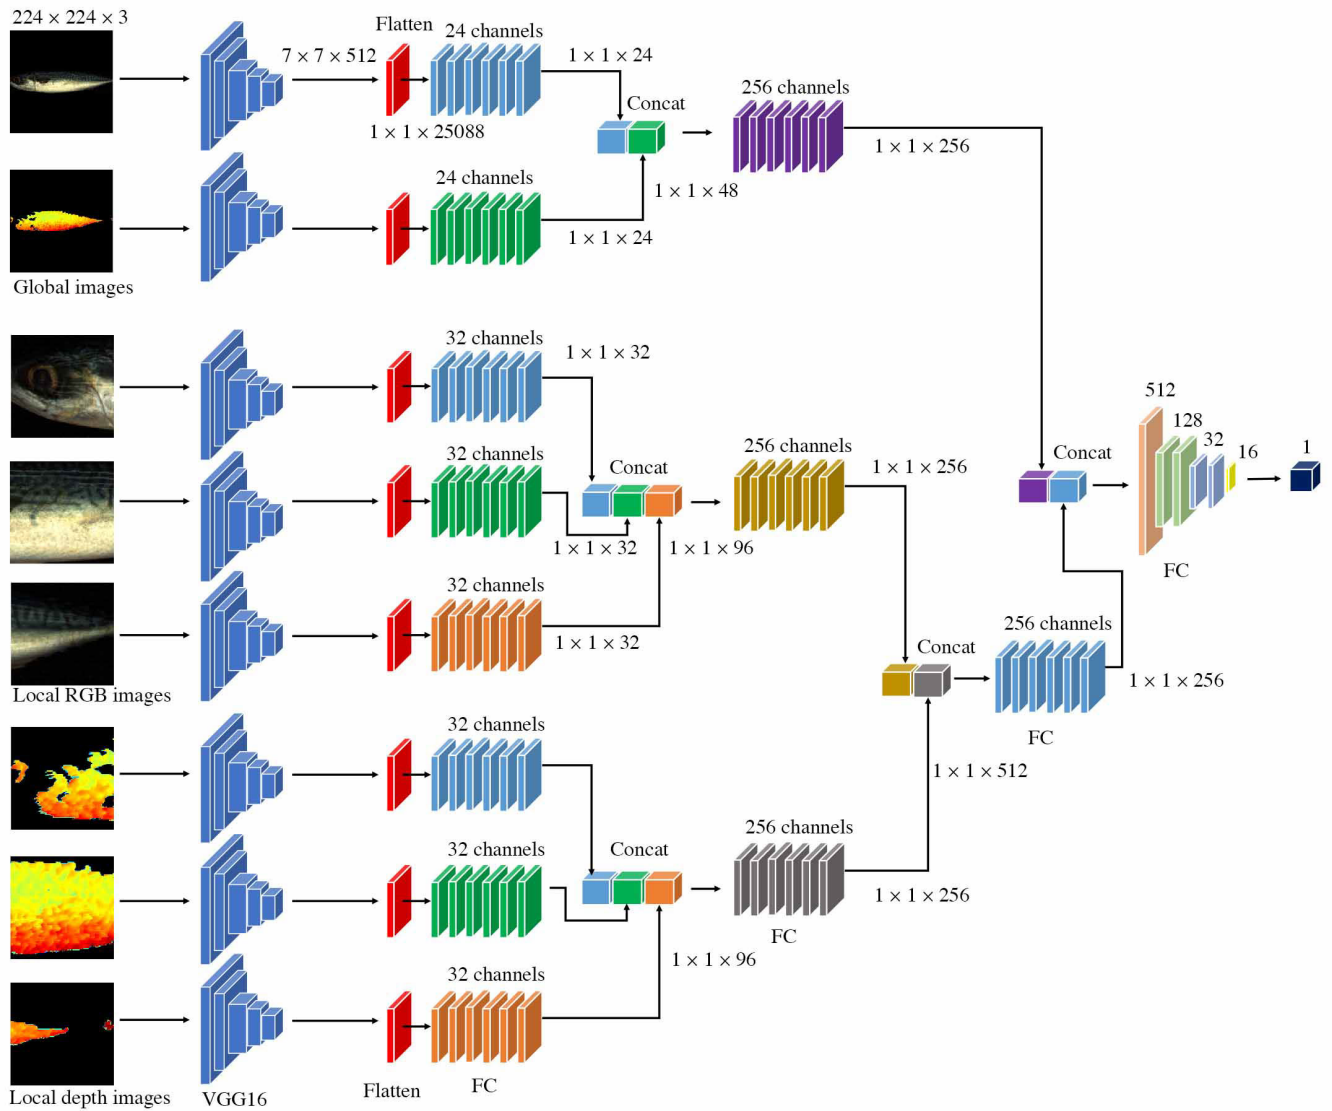 224 × 224 × 3
Flatten
24 channels
7 × 7 × 512
1 × 1 × 24
Concat
256 channels
1 × 1 × 25088
1 × 1 × 256
24 channels
1 × 1 × 48
1 × 1 × 24
Global images
32 channels
1 × 1 × 32
512
128
32
16
1
32 channels
Concat
256 channels
1 × 1 × 256
Concat
1 × 1 × 32
1 × 1 × 96
FC
32 channels
1 × 1 × 32
Concat
256 channels
1 × 1 × 256
Local RGB images
32 channels
FC
1 × 1 × 512
32 channels
Concat
256 channels
1 × 1 × 256
FC
1 × 1 × 96
32 channels
Local depth images
VGG16
Flatten
FC